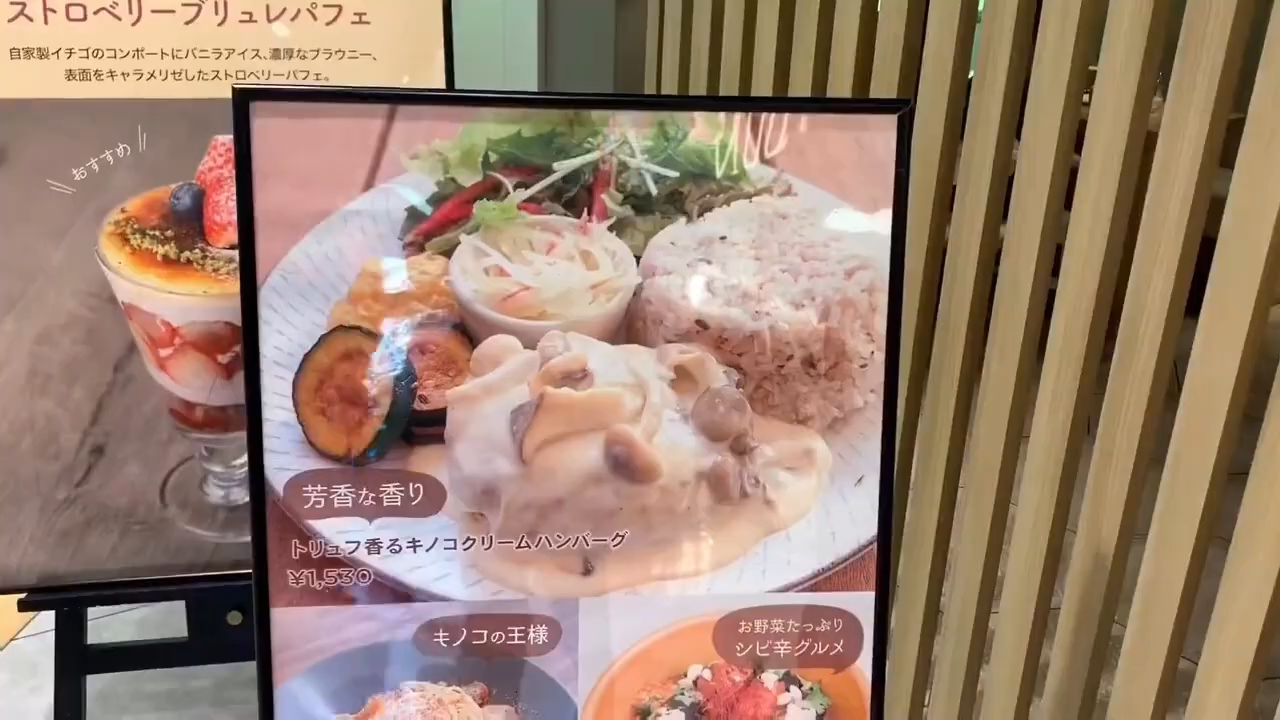 ストロベリーブリュレパフェ
自家製イチゴのコンポートにバニラアイス、濃厚なブラウニー、
表面をキャラメリゼしたストロベリーパフェ。
おすすめ
芳香な香り
トリュフ香るキノコクリームハンバーグ
¥1,530
キノコの王様
お野菜たっぷり
シビ辛グルメ